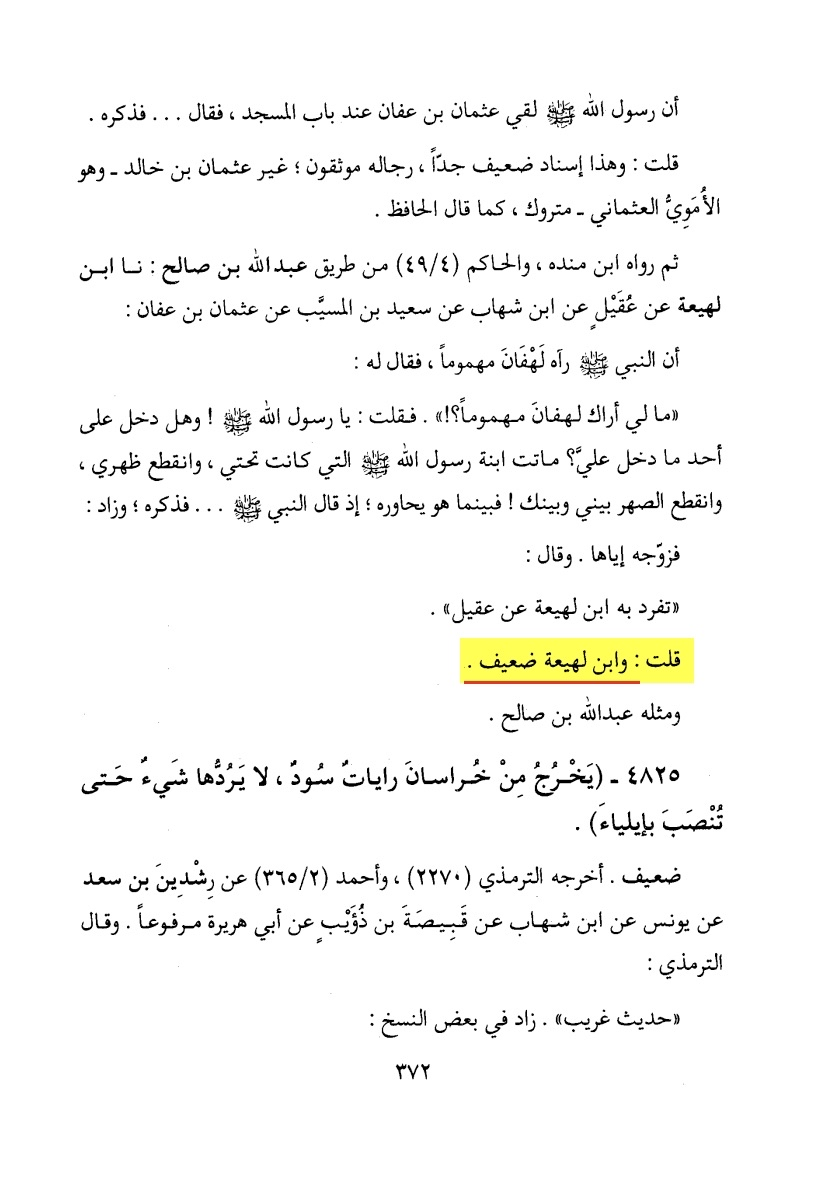 أن رسول الله ﷺ لقي عثمان بن عفان عند باب المسجد ، فقال . . . فذكره .
قلت : وهذا إسناد ضعيف جدّاً ، رجاله موثقون ؛ غير عثمان بن خالد ـ وهو
الأُمَوِيُّ العثماني ـ متروك ، كما قال الحافظ .
ثم رواه ابن منده ، والحاكم (٤٩/٤) من طريق عبدالله بن صالح : نا ابن
لهيعة عن عُقَيْلٍ عن ابن شهاب عن سعيد بن المسيَّب عن عثمان بن عفان :
أن النبي ﷺ رآه لَهْفَانَ مهموماً ، فقال له :
«ما لي أراك لهفانَ مهموماً؟!» . فقلت : يا رسول الله ﷺ ! وهل دخل على
أحد ما دخل عليَّ؟ ماتت ابنة رسول الله ﷺ التي كانت تحتي ، وانقطع ظهري ،
وانقطع الصهر بيني وبينك ! فبينما هو يحاوره ؛ إذ قال النبي ﷺ . . . فذكره ؛ وزاد :
فزوّجه إياها . وقال :
«تفرد به ابن لهيعة عن عقيل» .
قلت : وابن لهيعة ضعيف .
ومثله عبدالله بن صالح .
٤٨٢٥ ـ (يَخْرُجُ مِنْ خُراسانَ راياتٌ سُودٌ ، لا يَرُدُّها شَيءٌ حَتى
تُنْصَبَ بإيلياءَ) .
ضعيف . أخرجه الترمذي (٢٢٧٠) ، وأحمد (٣٦٥/٢) عن رِشْدِينَ بن سعد
عن يونس عن ابن شهاب عن قَبِيصَةَ بن ذُؤَيْبٍ عن أبي هريرة مرفوعاً . وقال
الترمذي :
«حديث غريب» . زاد في بعض النسخ :
٣٧٢